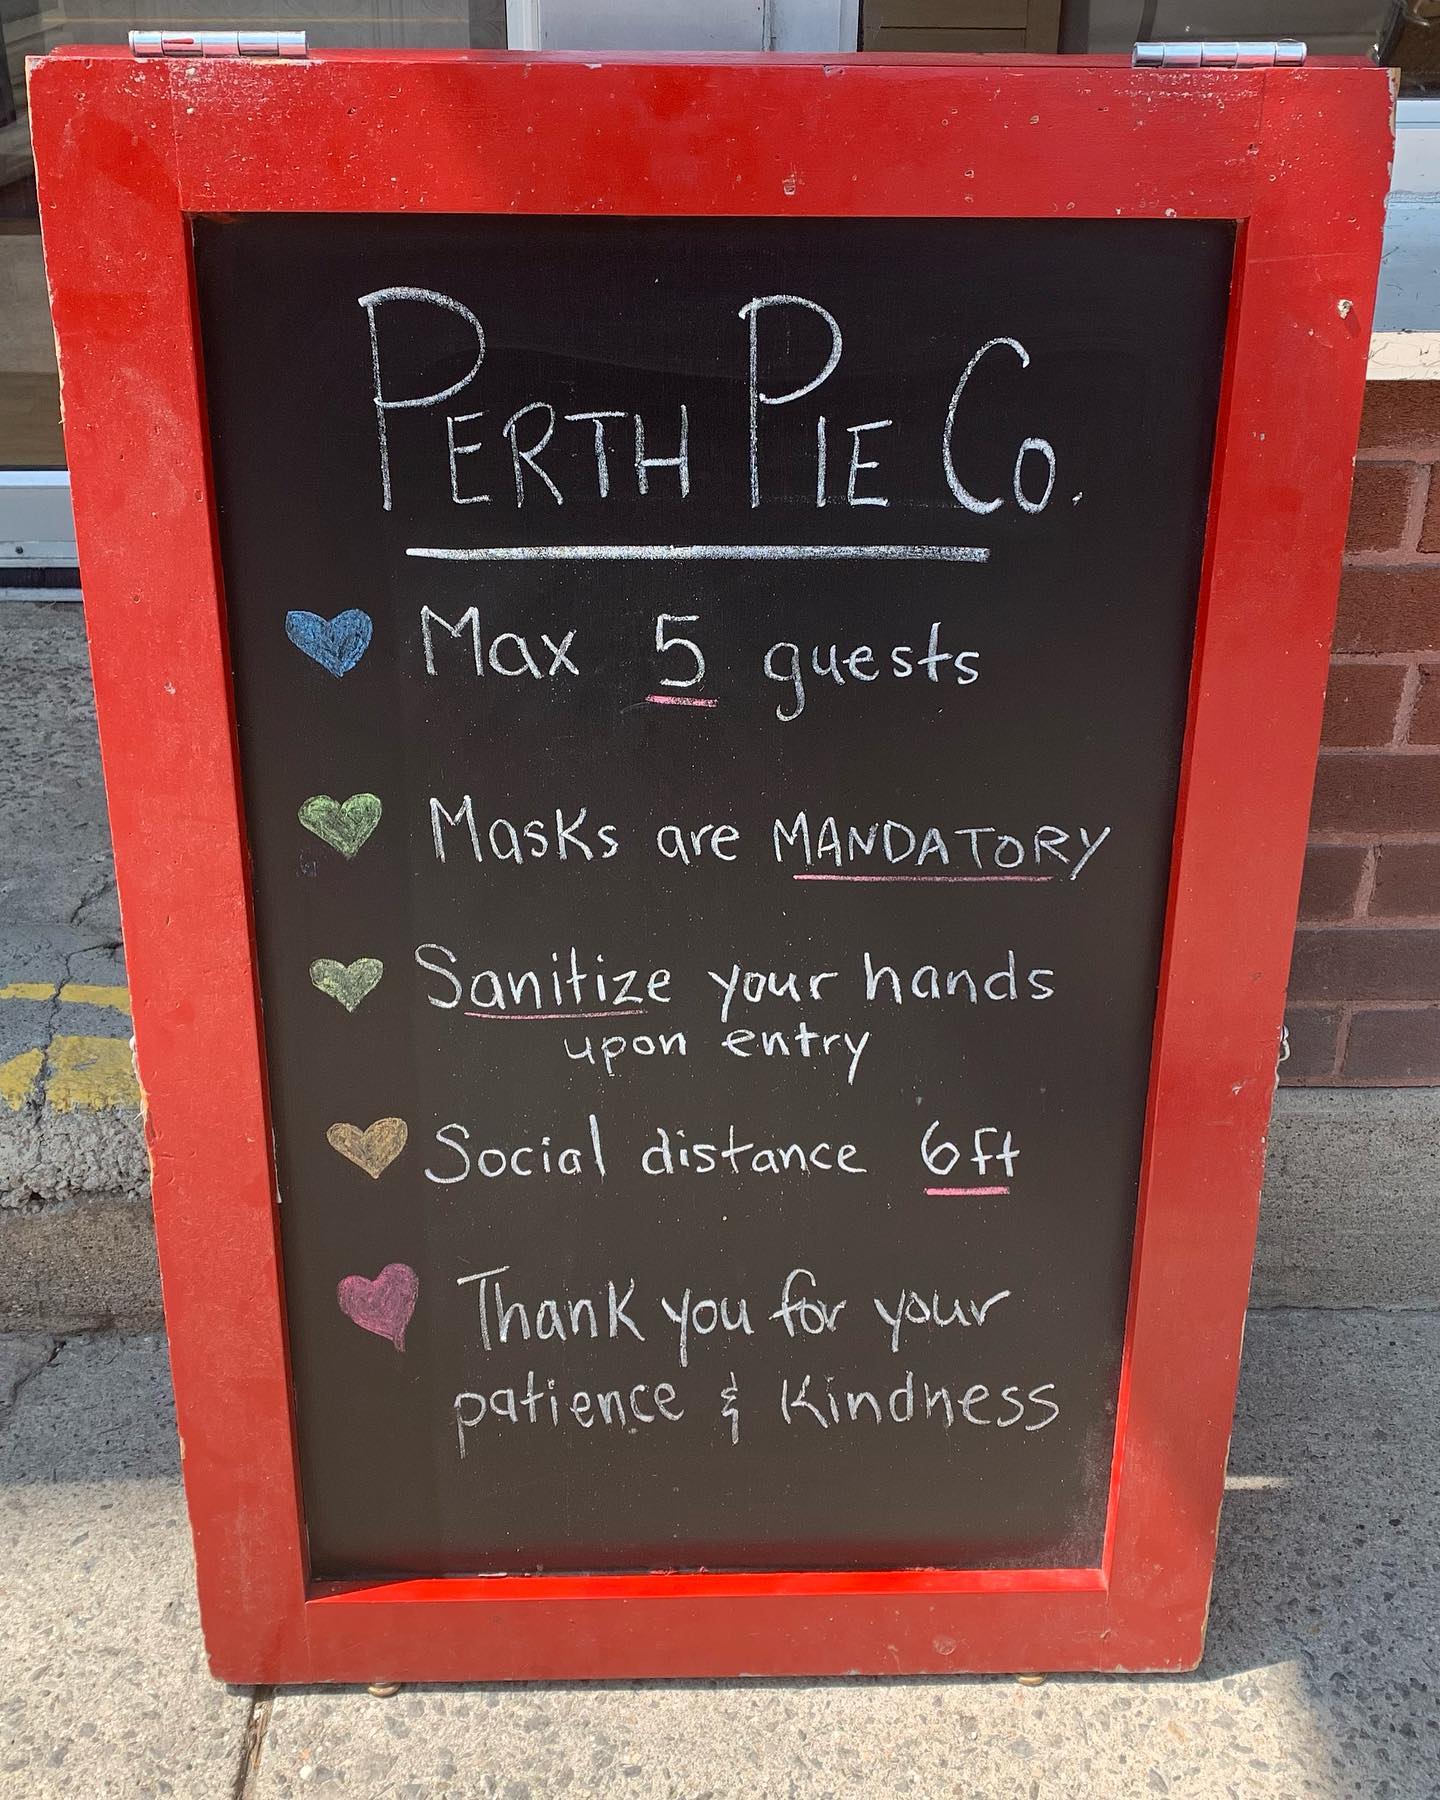 PERTH PIE CO.
Max 5 guests
Masks are MANDATORY
Sanitize your hands
upon entry
Social distance 6ft
Thank you for your
patience & Kindness